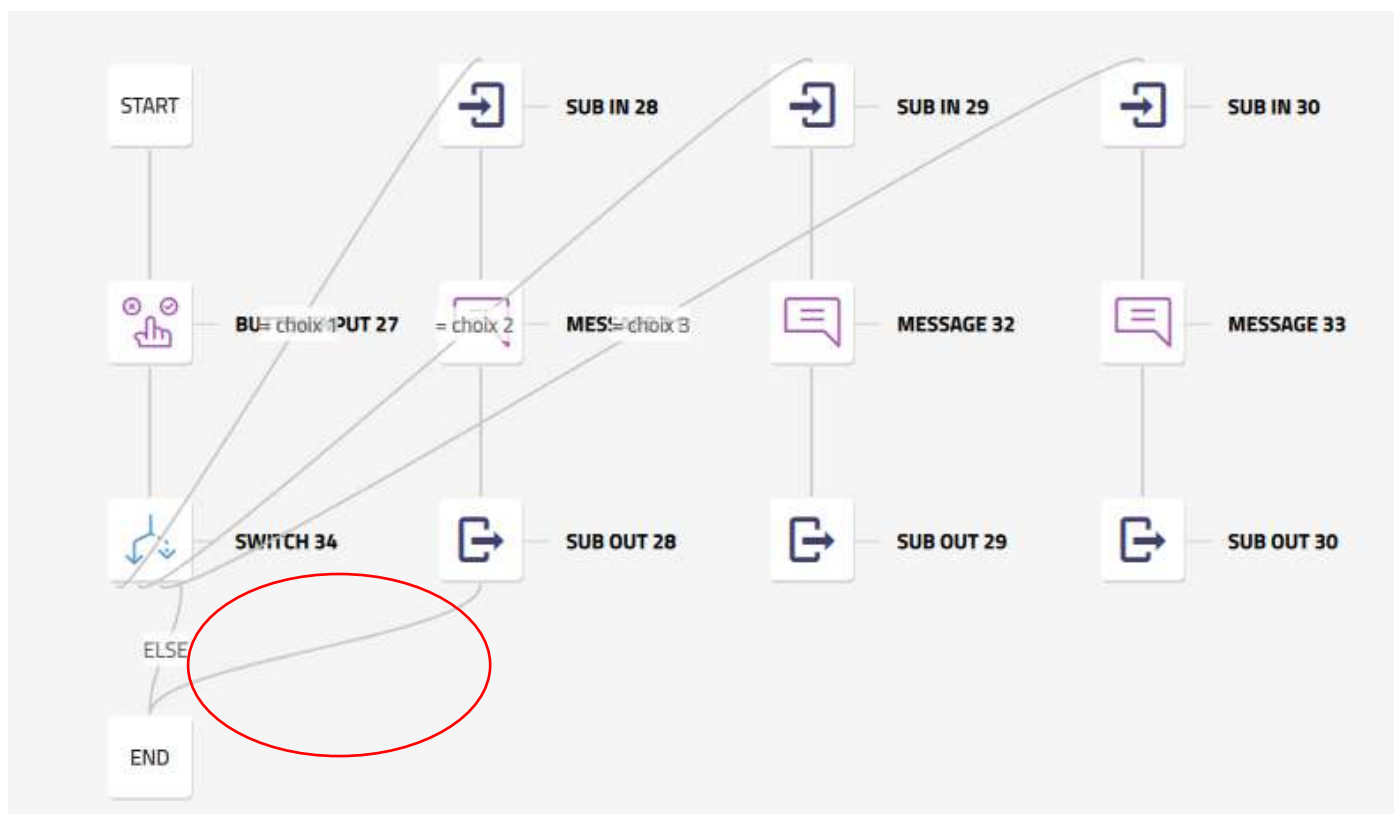 START
SUB IN 28
SUB IN 29
SUB IN 30
= choix 1
PUT 27
= choix 2
= choix 3
MESSAGE 32
MESSAGE 33
SWITCH 34
SUB OUT 28
SUB OUT 29
SUB OUT 30
ELSE
END